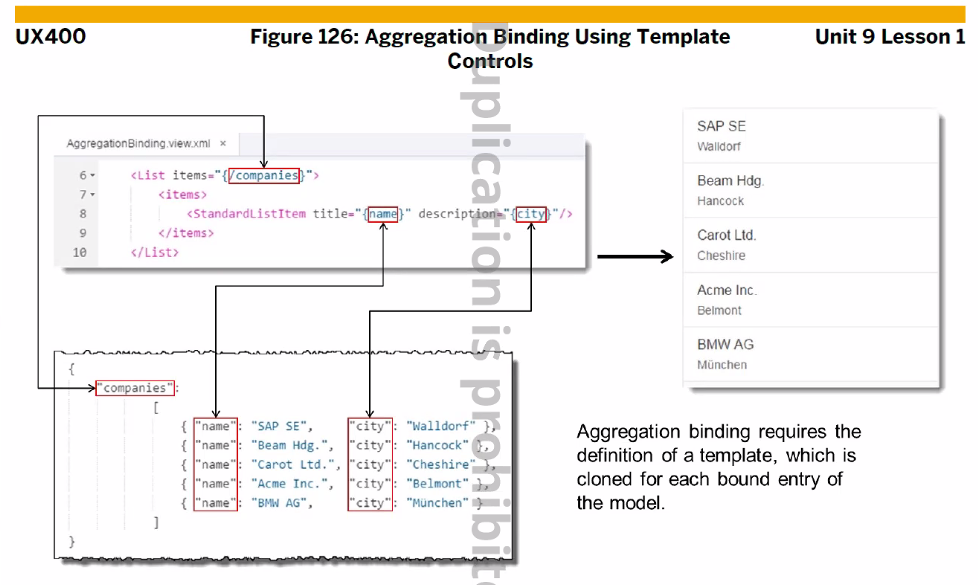 UX400
Figure 126: Aggregation Binding Using Template
Controls
Unit 9 Lesson 1
AggregationBinding.view.xml ×
6 <List items="{/companies}">
7 <items>
8 <StandardListItem title="{name}" description="{city}"/>
9 </items>
10 </List>
{
"companies":
[
{ "name": "SAP SE", "city": "Walldorf" },
{ "name": "Beam Hdg.", "city": "Hancock" },
{ "name": "Carot Ltd.", "city": "Cheshire" },
{ "name": "Acme Inc.", "city": "Belmont" },
{ "name": "BMW AG", "city": "München" }
]
}
SAP SE
Walldorf
Beam Hdg.
Hancock
Carot Ltd.
Cheshire
Acme Inc.
Belmont
BMW AG
München
Aggregation binding requires the
definition of a template, which is
cloned for each bound entry of
the model.
Duplication is prohibit